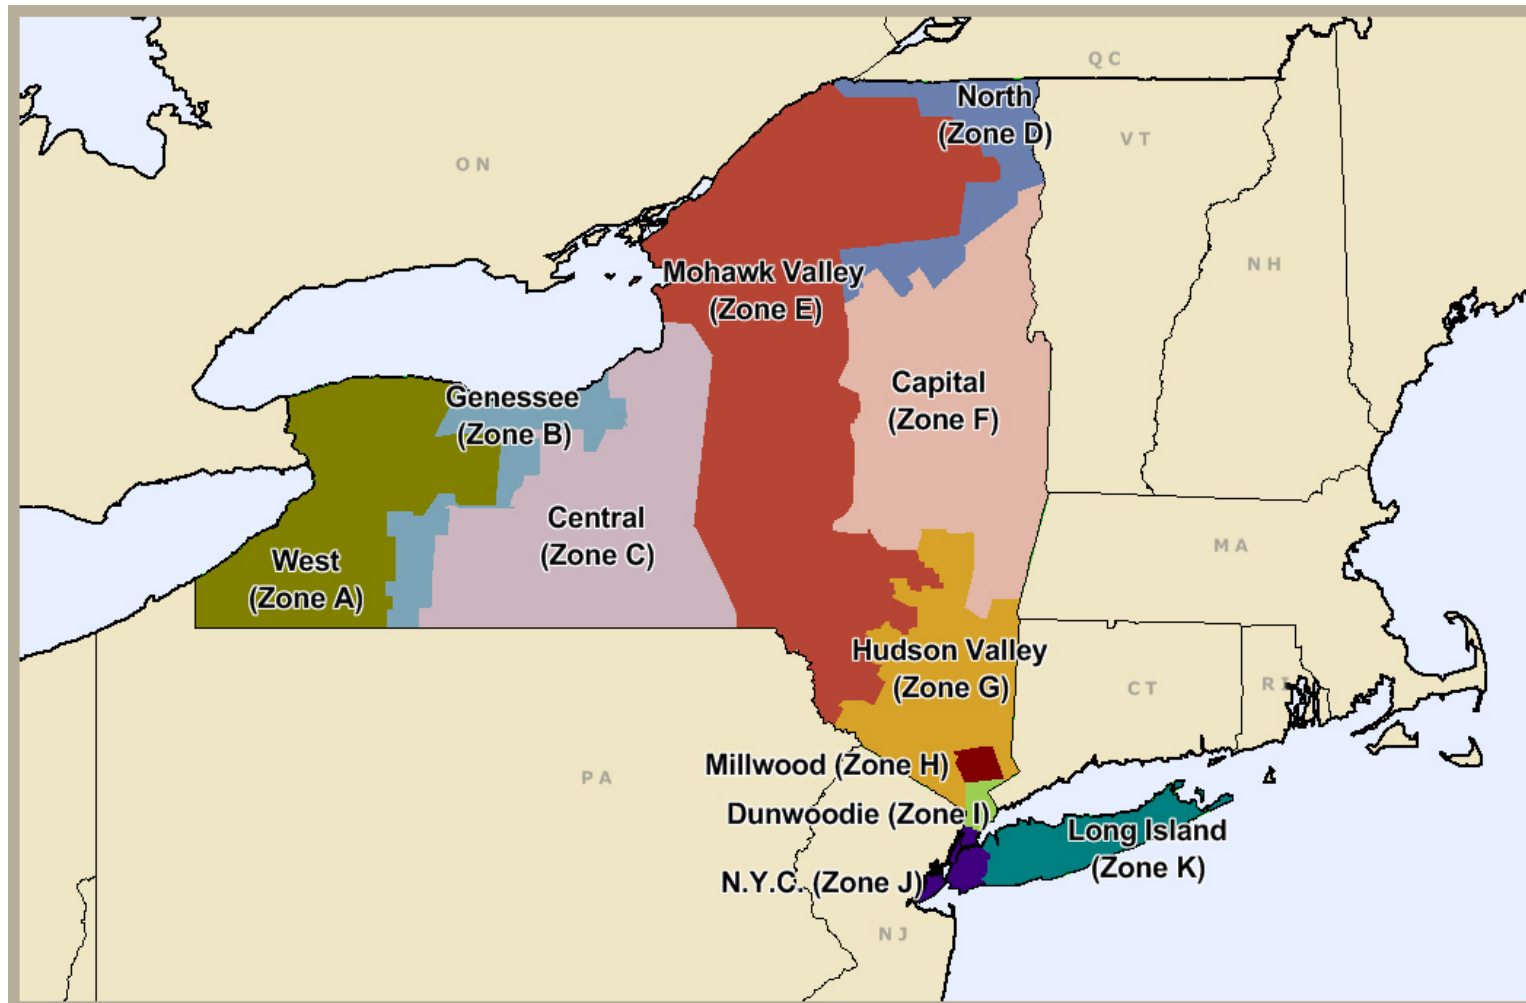 QC
North
(Zone D)
VT
ON
NH
Mohawk Valley
(Zone E)
Genessee
(Zone B)
Capital
(Zone F)
Central
(Zone C)
MA
West
(Zone A)
Hudson Valley
(Zone G)
CT
RI
Millwood (Zone H)
PA
Dunwoodie (Zone I)
Long Island
(Zone K)
N.Y.C. (Zone J)
NJ